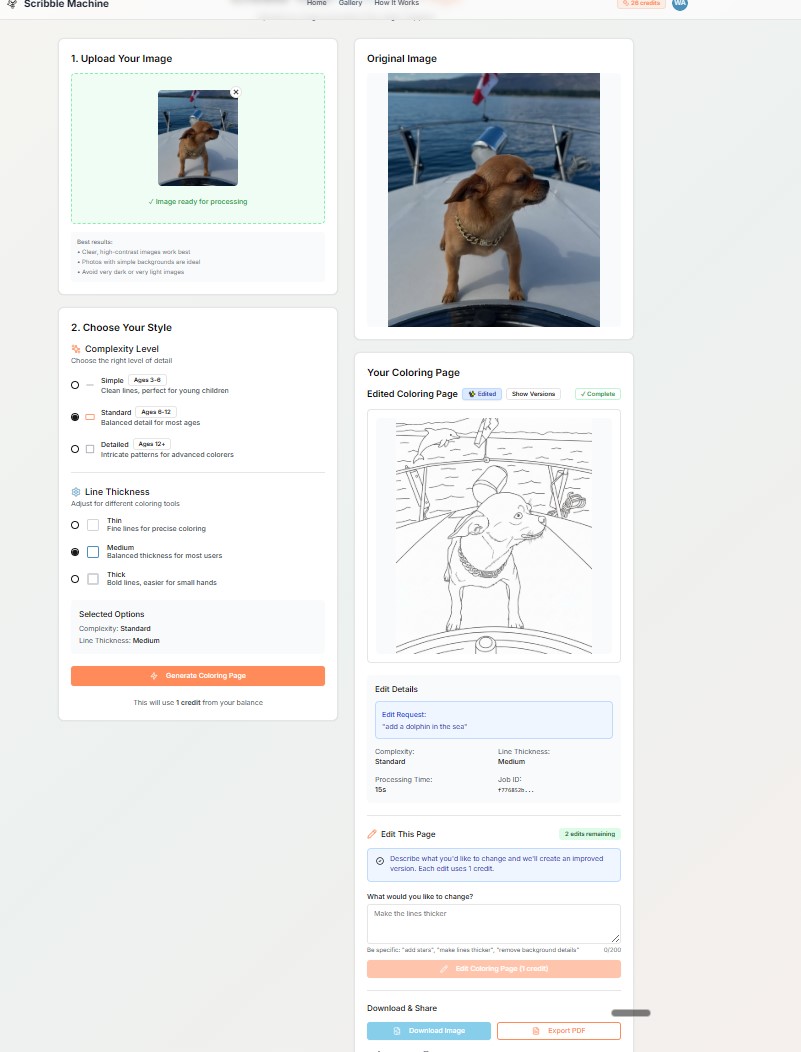 Scribble Machine
Home
Gallery
How It Works
26 credits
WA
1. Upload Your Image
✓ Image ready for processing
Best results:
• Clear, high-contrast images work best
• Photos with simple backgrounds are ideal
• Avoid very dark or very light images
2. Choose Your Style
Complexity Level
Choose the right level of detail
Simple Ages 3-6
Clean lines, perfect for young children
Standard Ages 6-12
Balanced detail for most ages
Detailed Ages 12+
Intricate patterns for advanced colorers
Line Thickness
Adjust for different coloring tools
Thin
Fine lines for precise coloring
Medium
Balanced thickness for most users
Thick
Bold lines, easier for small hands
Selected Options
Complexity: Standard
Line Thickness: Medium
Generate Coloring Page
This will use 1 credit from your balance
Original Image
Your Coloring Page
Edited Coloring Page Edited Show Versions ✓ Complete
Edit Details
Edit Request:
"add a dolphin in the sea"
Complexity:
Standard
Line Thickness:
Medium
Processing Time:
15s
Job ID:
f776852b...
Edit This Page
2 edits remaining
Describe what you'd like to change and we'll create an improved
version. Each edit uses 1 credit.
What would you like to change?
Make the lines thicker
Be specific: "add stars", "make lines thicker", "remove background details"
0/200
Edit Coloring Page (1 credit)
Download & Share
Download Image
Export PDF